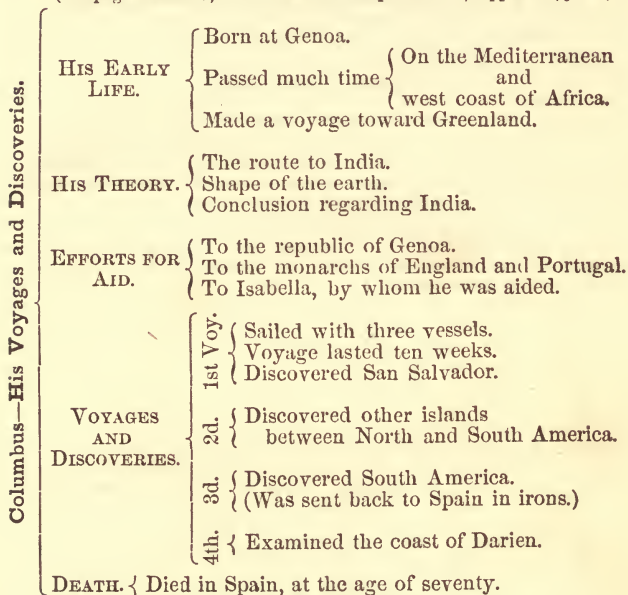 Columbus—His Voyages and Discoveries.
HIS EARLY LIFE.
Born at Genoa.
Passed much time
On the Mediterranean
and
west coast of Africa.
Made a voyage toward Greenland.
HIS THEORY.
The route to India.
Shape of the earth.
Conclusion regarding India.
EFFORTS FOR AID.
To the republic of Genoa.
To the monarchs of England and Portugal.
To Isabella, by whom he was aided.
VOYAGES
AND
DISCOVERIES.
1st Voy.
Sailed with three vessels.
Voyage lasted ten weeks.
Discovered San Salvador.
2d.
Discovered other islands
between North and South America.
3d.
Discovered South America.
(Was sent back to Spain in irons.)
4th.
Examined the coast of Darien.
DEATH.
Died in Spain, at the age of seventy.